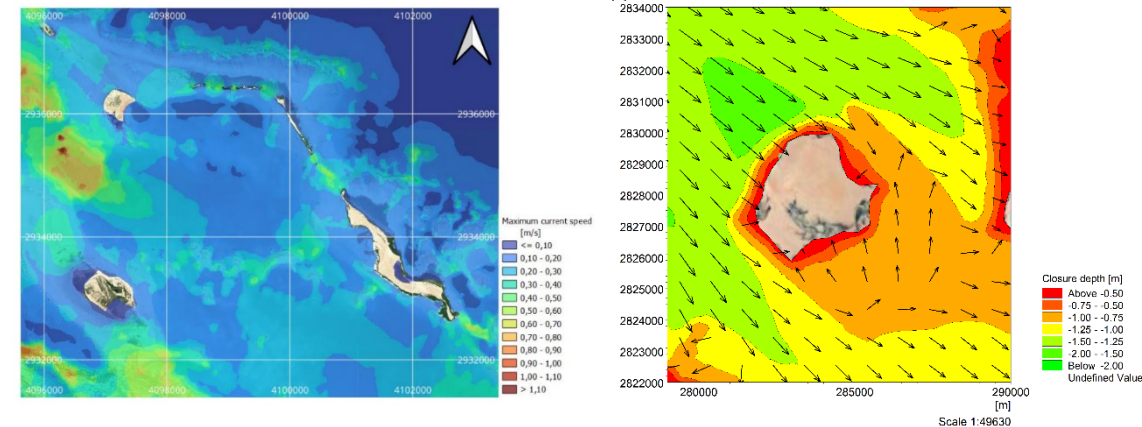 4096000
4098000
4100000
4102000
2936000
2936000
2934000
2934000
2932000
2932000
4096000
4098000
4100000
4102000
Maximum current speed
[m/s]
<= 0,10
0,10 - 0,20
0,20 - 0,30
0,30 - 0,40
0,40 - 0,50
0,50 - 0,60
0,60 - 0,70
0,70 - 0,80
0,80 - 0,90
0,90 - 1,00
1,00 - 1,10
> 1,10
2834000
2833000
2832000
2831000
2830000
2829000
2828000
2827000
2826000
2825000
2824000
2823000
2822000
280000
285000
290000
[m]
Scale 1:49630
Closure depth [m]
Above -0.50
-0.75 - -0.50
-1.00 - -0.75
-1.25 - -1.00
-1.50 - -1.25
-2.00 - -1.50
Below -2.00
Undefined Value